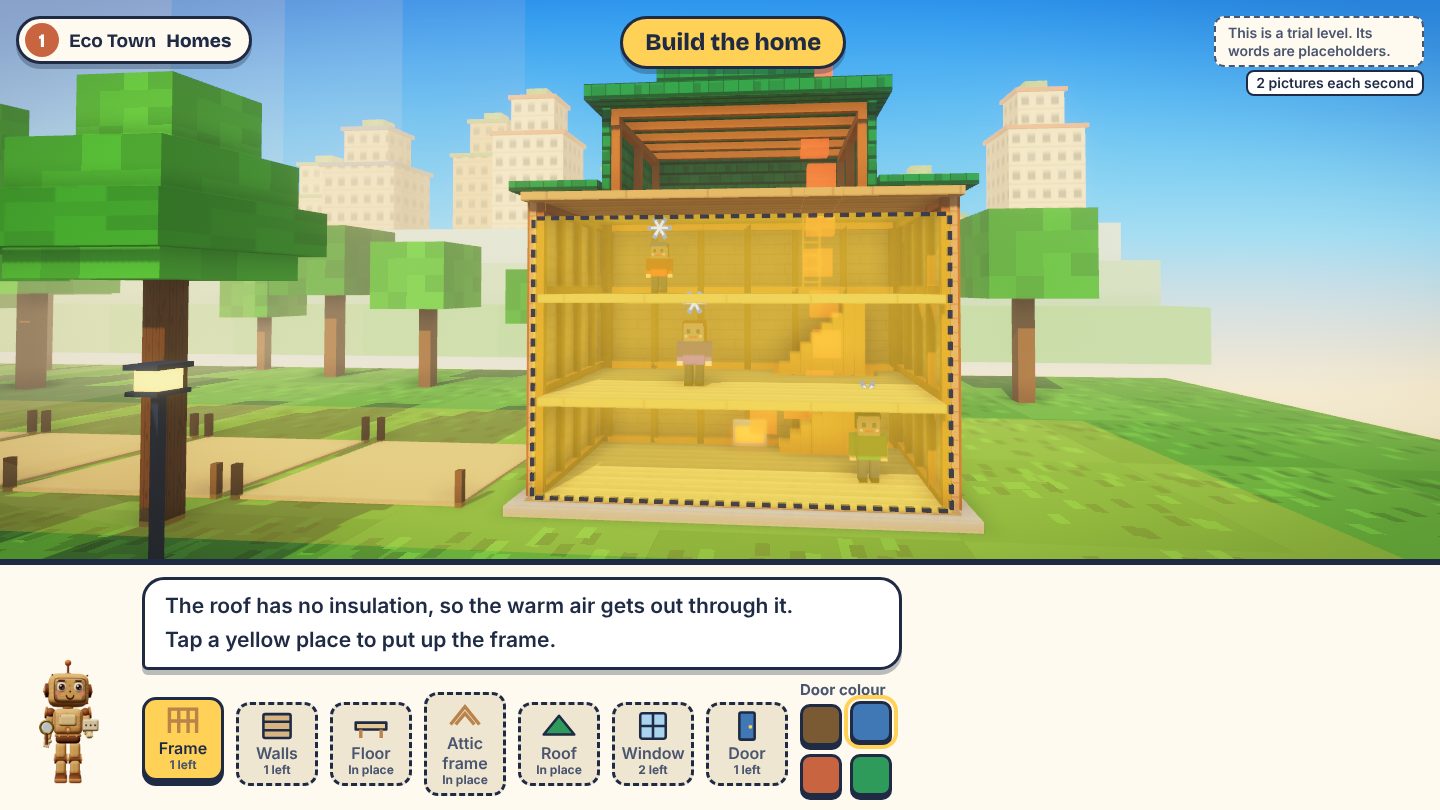 1 Eco Town Homes
Build the home
This is a trial level. Its
words are placeholders.
2 pictures each second
The roof has no insulation, so the warm air gets out through it.
Tap a yellow place to put up the frame.
Frame
1 left
Walls
1 left
Floor
In place
Attic
frame
In place
Roof
In place
Window
2 left
Door
1 left
Door colour